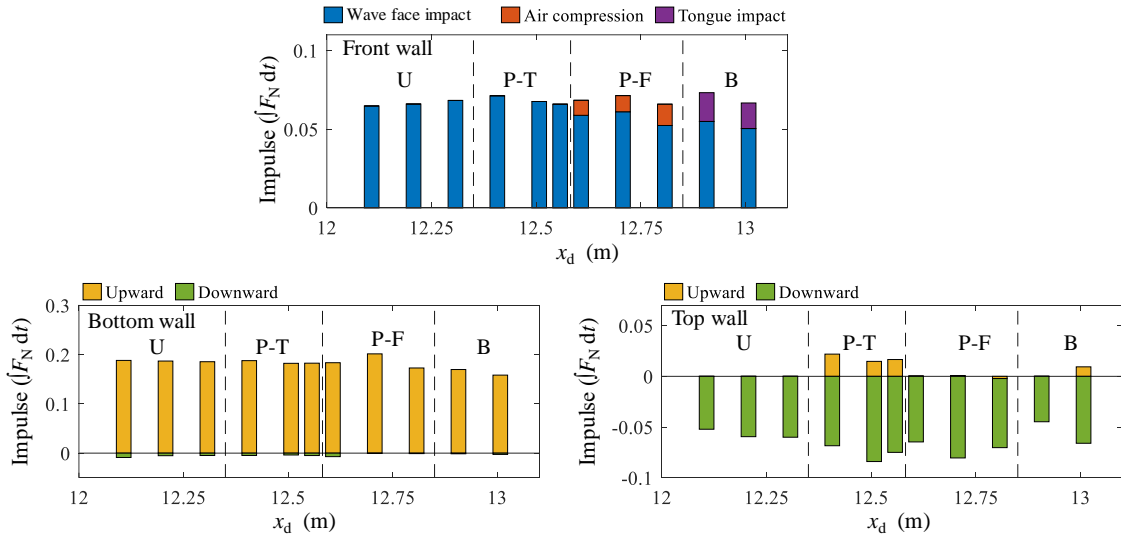 Wave face impact Air compression Tongue impact
Front wall
U P-T P-F B
Impulse (∫F_N dt)
0.1
0.05
0
12 12.25 12.5 12.75 13
x_d (m)
Upward Downward
Bottom wall
U P-T P-F B
Impulse (∫F_N dt)
0.3
0.2
0.1
0
12 12.25 12.5 12.75 13
x_d (m)
Upward Downward
Top wall
U P-T P-F B
Impulse (∫F_N dt)
0.05
0
-0.05
-0.1
12 12.25 12.5 12.75 13
x_d (m)